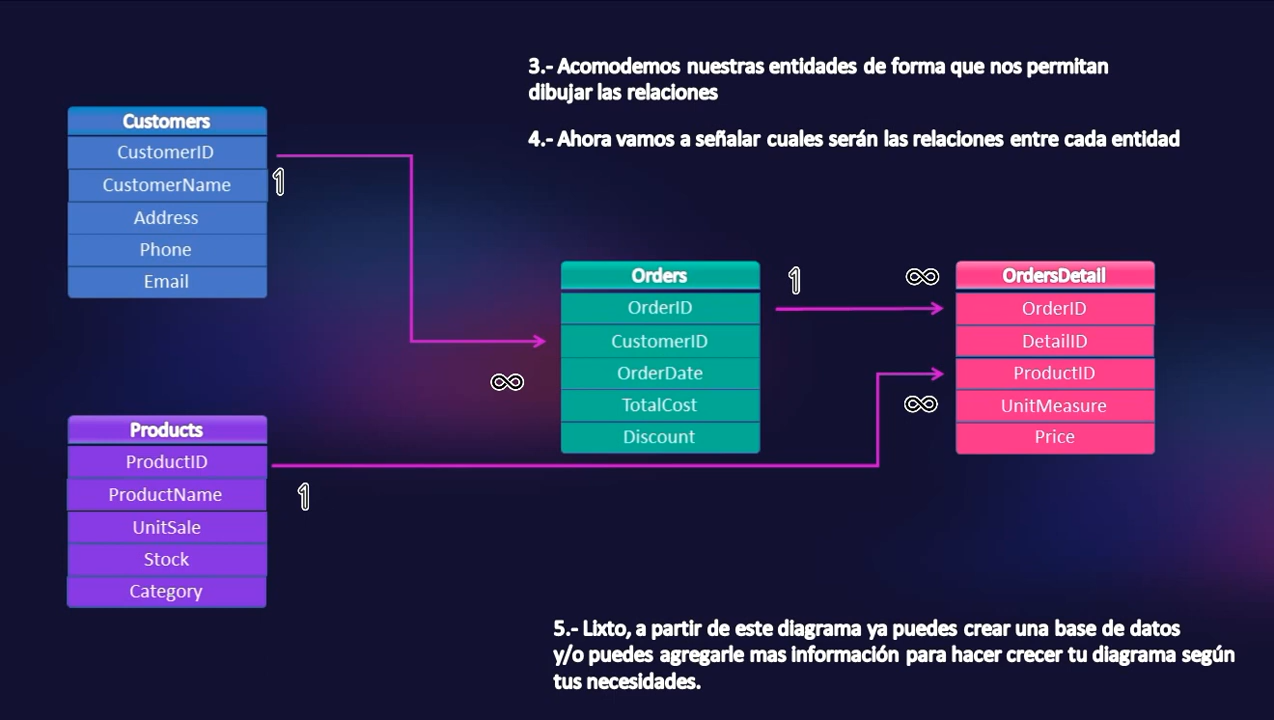 3.- Acomodemos nuestras entidades de forma que nos permitan
dibujar las relaciones
4.- Ahora vamos a señalar cuales serán las relaciones entre cada entidad
Customers
CustomerID
CustomerName
Address
Phone
Email
1
∞
Products
ProductID
ProductName
UnitSale
Stock
Category
1
Orders
OrderID
CustomerID
OrderDate
TotalCost
Discount
1
∞
OrdersDetail
OrderID
DetailID
ProductID
UnitMeasure
Price
∞
5.- Lixto, a partir de este diagrama ya puedes crear una base de datos
y/o puedes agregarle mas información para hacer crecer tu diagrama según
tus necesidades.